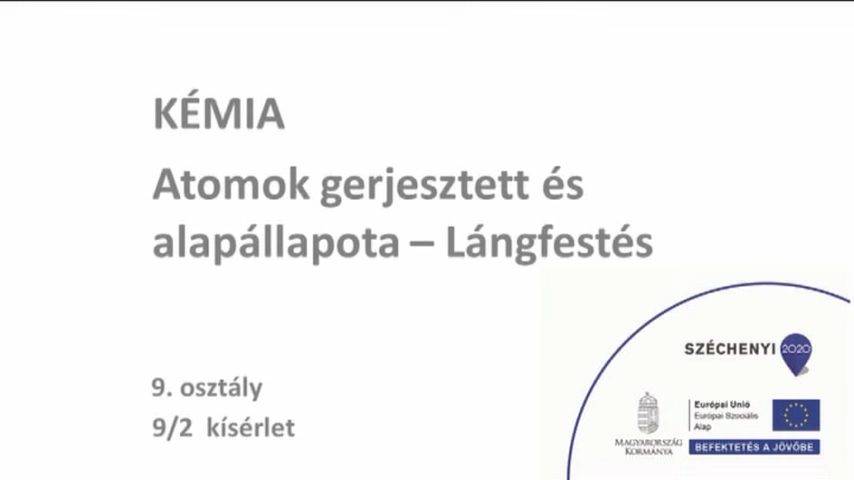 KÉMIA
Atomok gerjesztett és
alapállapota – Lángfestés
9. osztály
9/2 kísérlet
SZÉCHENYI 2020
MAGYARORSZÁG
KORMÁNYA
Európai Unió
Európai Szociális
Alap
BEFEKTETÉS A JÖVŐBE